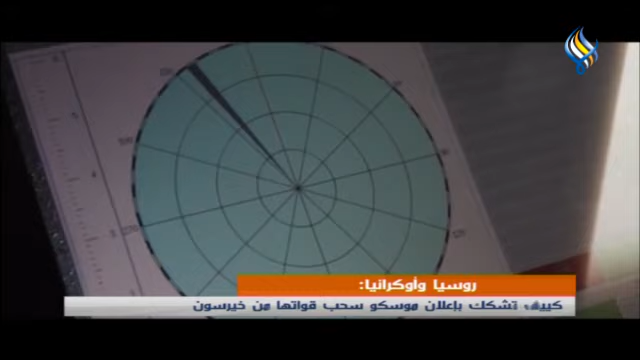 روسيا وأوكرانيا:
كييف تشكك بإعلان موسكو سحب قواتها من خيرسون